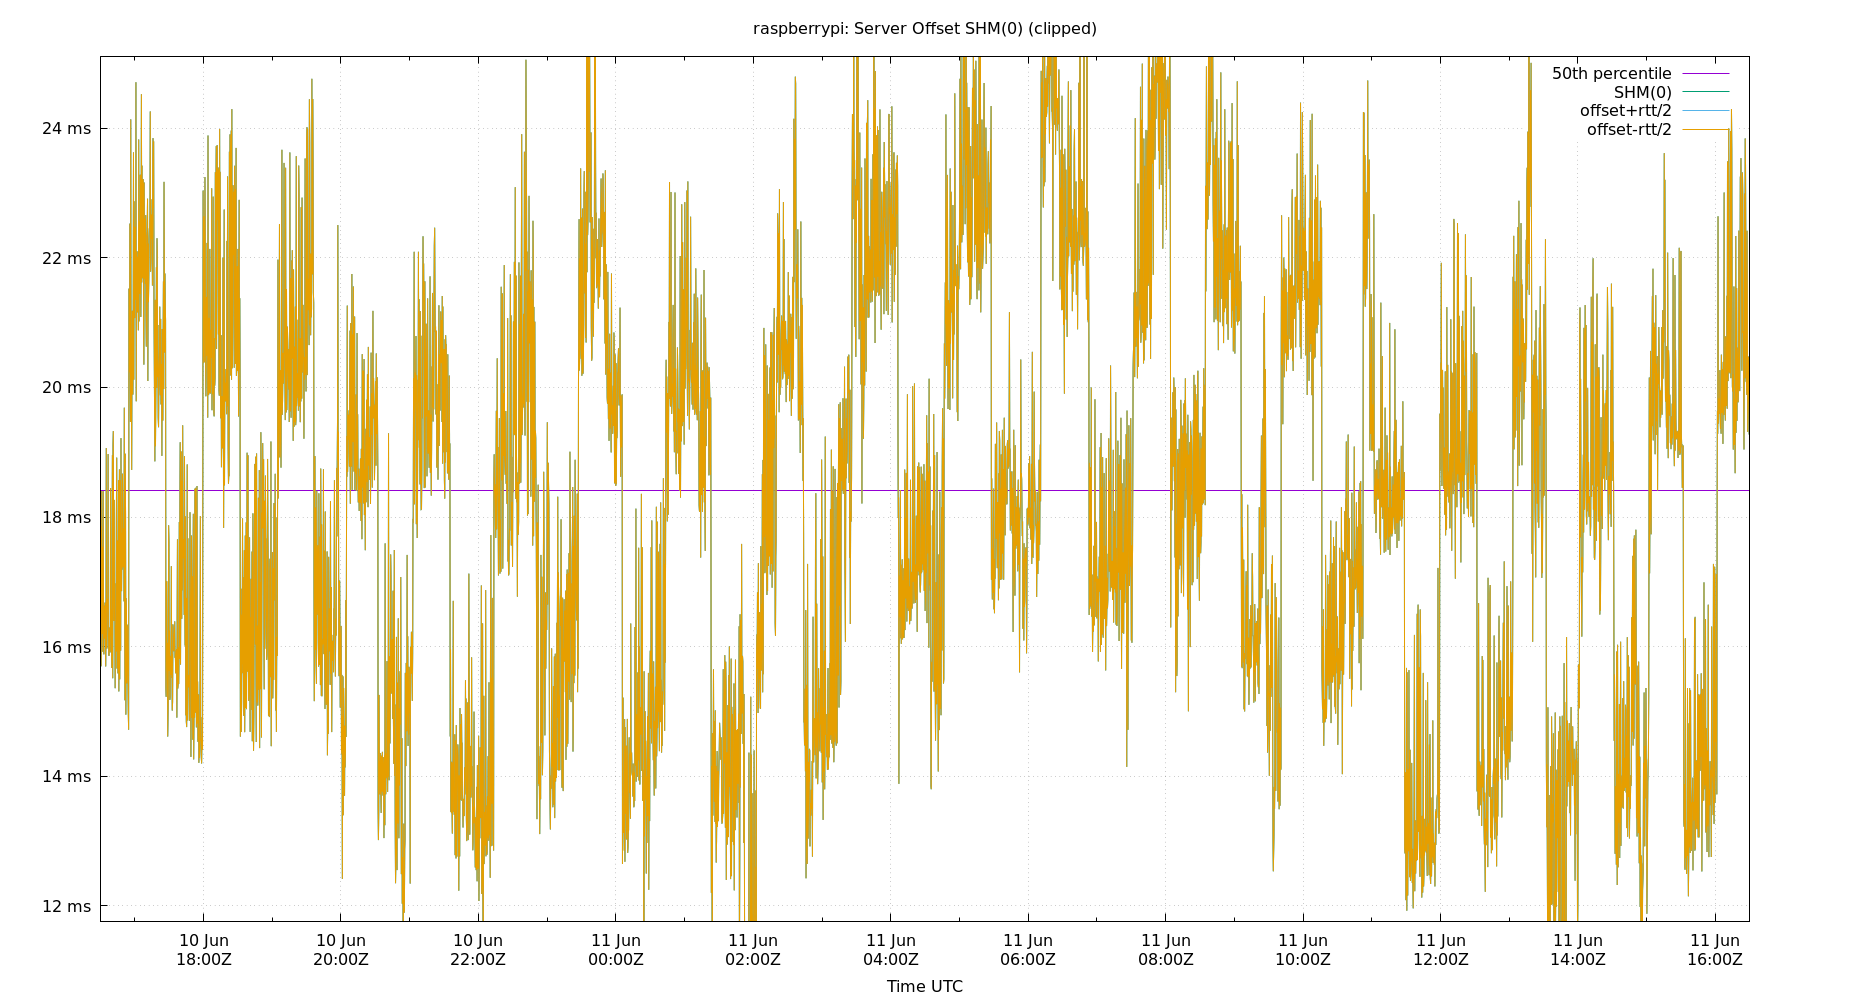 raspberrypi: Server Offset SHM(0) (clipped)
50th percentile
SHM(0)
offset+rtt/2
offset-rtt/2
24 ms
22 ms
20 ms
18 ms
16 ms
14 ms
12 ms
10 Jun 10 Jun 10 Jun 11 Jun 11 Jun 11 Jun 11 Jun 11 Jun 11 Jun 11 Jun 11 Jun 11 Jun
18:00Z 20:00Z 22:00Z 00:00Z 02:00Z 04:00Z 06:00Z 08:00Z 10:00Z 12:00Z 14:00Z 16:00Z
Time UTC